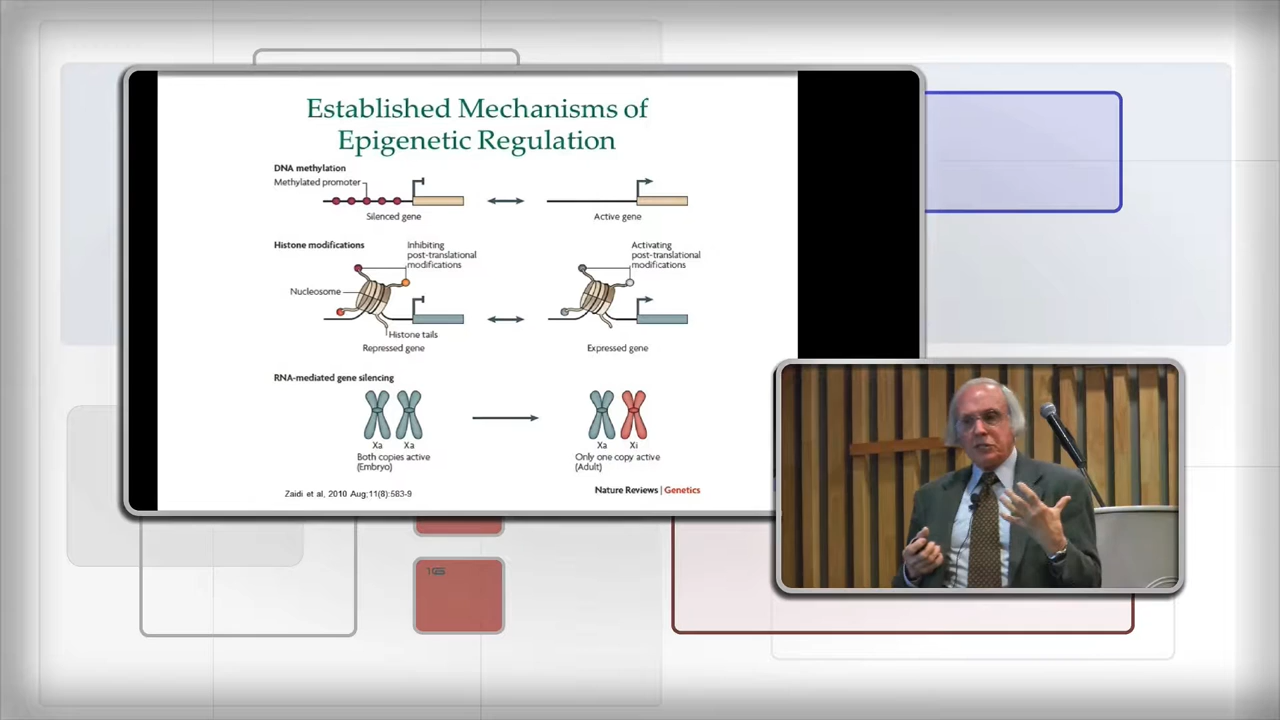 Established Mechanisms of
Epigenetic Regulation
DNA methylation
Methylated promoter
Silenced gene
Active gene
Histone modifications
Inhibiting
post-translational
modifications
Activating
post-translational
modifications
Nucleosome
Histone tails
Repressed gene
Expressed gene
RNA-mediated gene silencing
Xa
Xa
Both copies active
(Embryo)
Xa
Xi
Only one copy active
(Adult)
Zaidi et al, 2010 Aug;11(8):583-9
Nature Reviews | Genetics